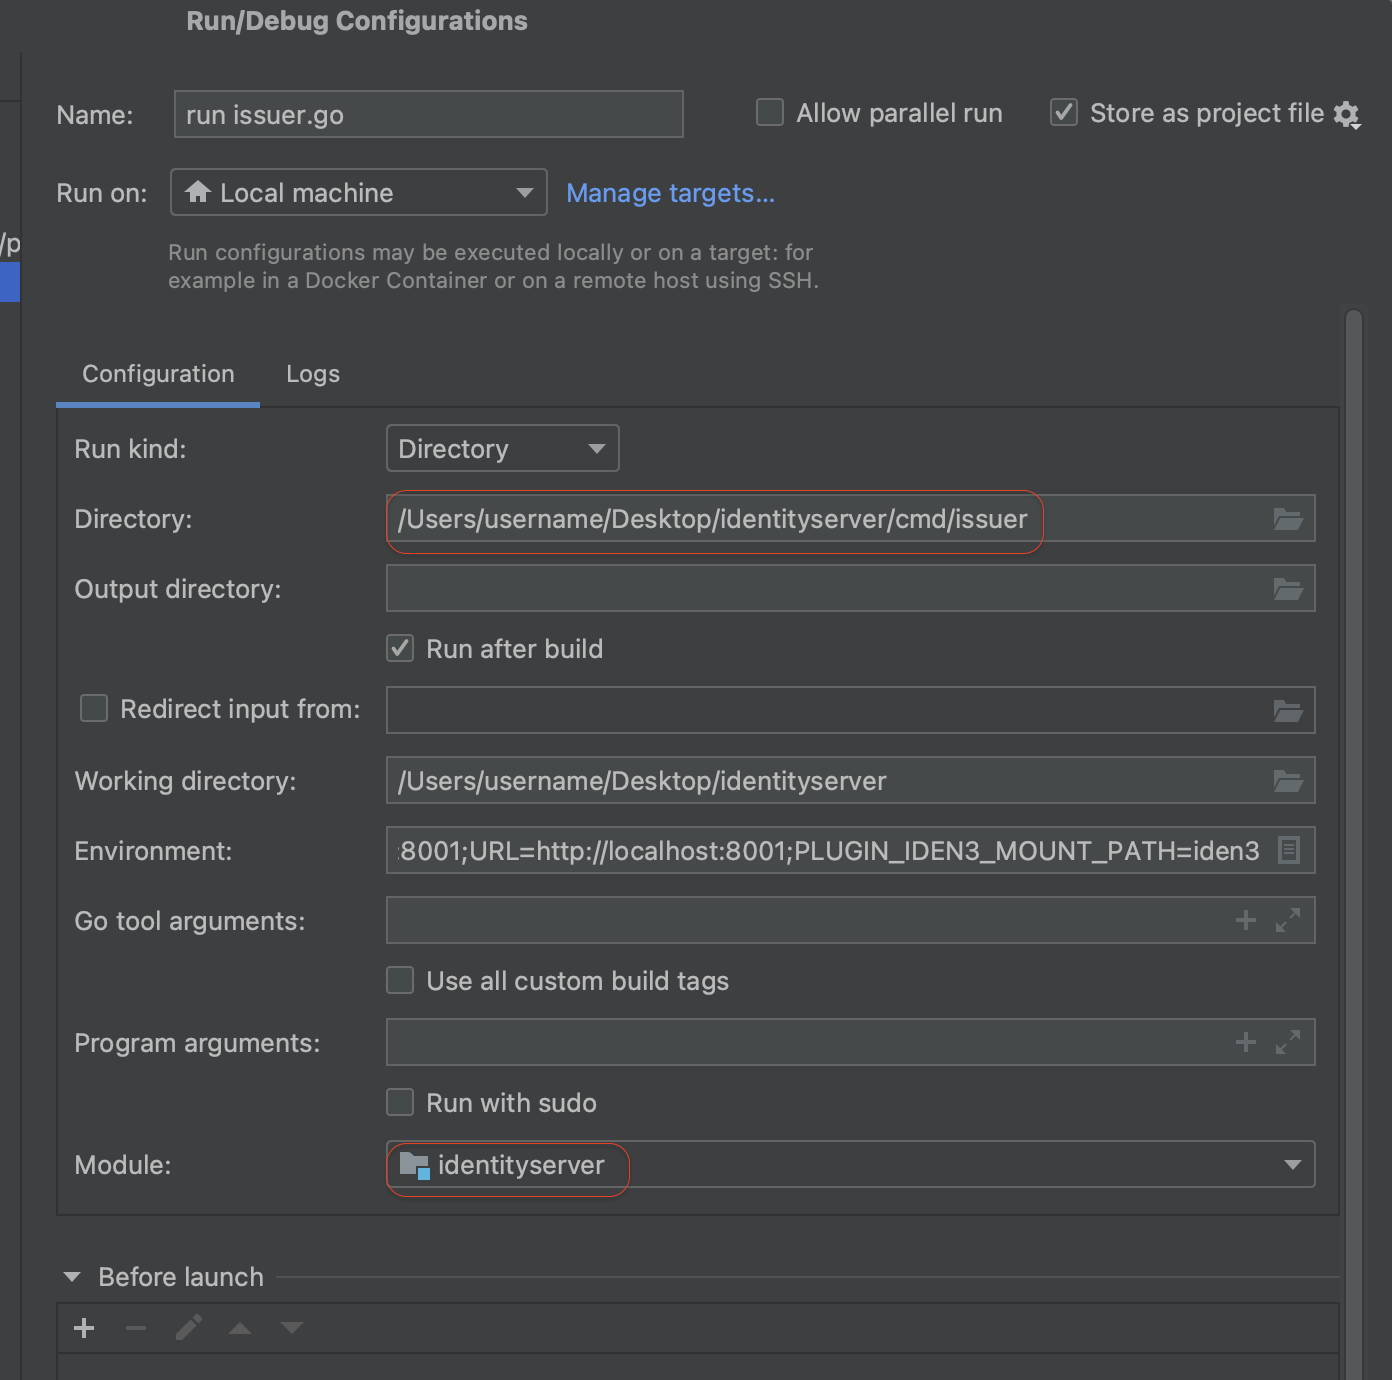 Run/Debug Configurations
Name: run issuer.go Allow parallel run Store as project file
Run on: Local machine Manage targets...
/p
Run configurations may be executed locally or on a target: for
example in a Docker Container or on a remote host using SSH.
Configuration Logs
Run kind: Directory
Directory: /Users/username/Desktop/identityserver/cmd/issuer
Output directory:
Run after build
Redirect input from:
Working directory: /Users/username/Desktop/identityserver
Environment: :8001;URL=http://localhost:8001;PLUGIN_IDEN3_MOUNT_PATH=iden3
Go tool arguments:
Use all custom build tags
Program arguments:
Run with sudo
Module: identityserver
Before launch